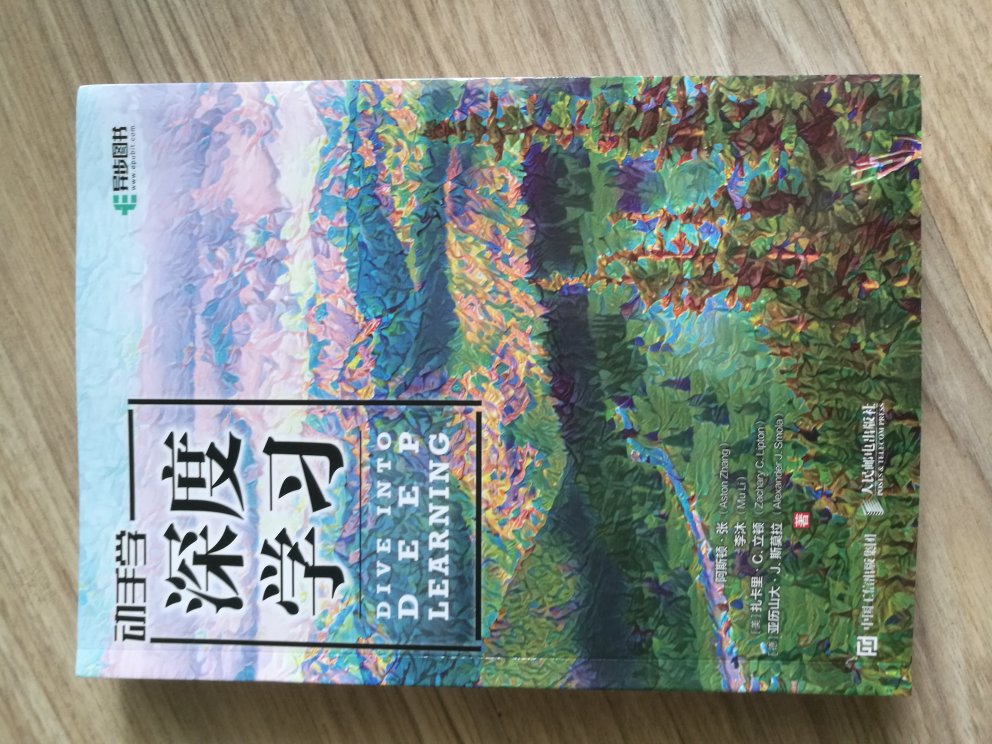 异步图书
www.epubit.com
动手学
深度
学习
DIVE INTO
DEEP
LEARNING
阿斯顿·张 (Aston Zhang)
李沐 (Mu Li)
[美] 扎卡里·C. 立顿 (Zachary C. Lipton)
[德] 亚历山大·J. 斯莫拉 (Alexander J. Smola)
著
中国工信出版集团
人民邮电出版社
POSTS & TELECOM PRESS